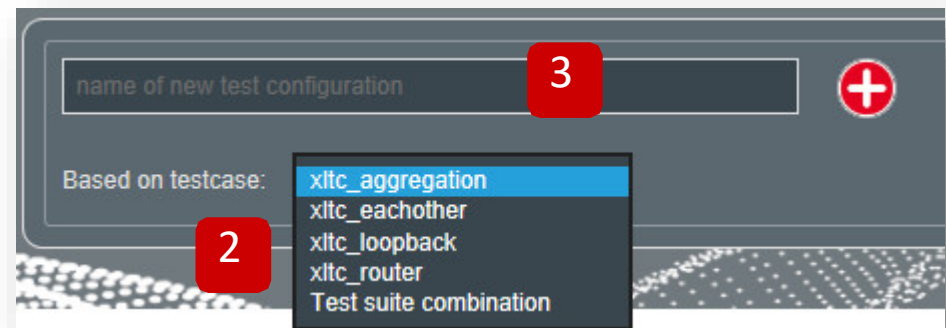 name of new test configuration
3
Based on testcase:
xltc_aggregation
xltc_eachother
2
xltc_loopback
xltc_router
Test suite combination